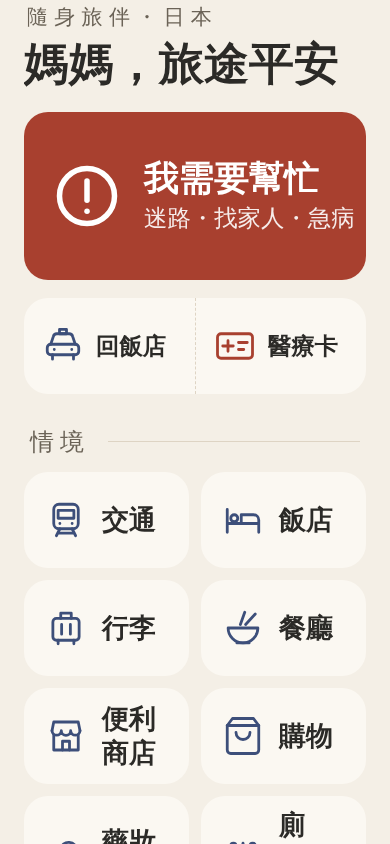 隨身旅伴・日本
媽媽，旅途平安
我需要幫忙
迷路・找家人・急病
回飯店
醫療卡
情境
交通
飯店
行李
餐廳
便利
商店
購物
藥妝
廁